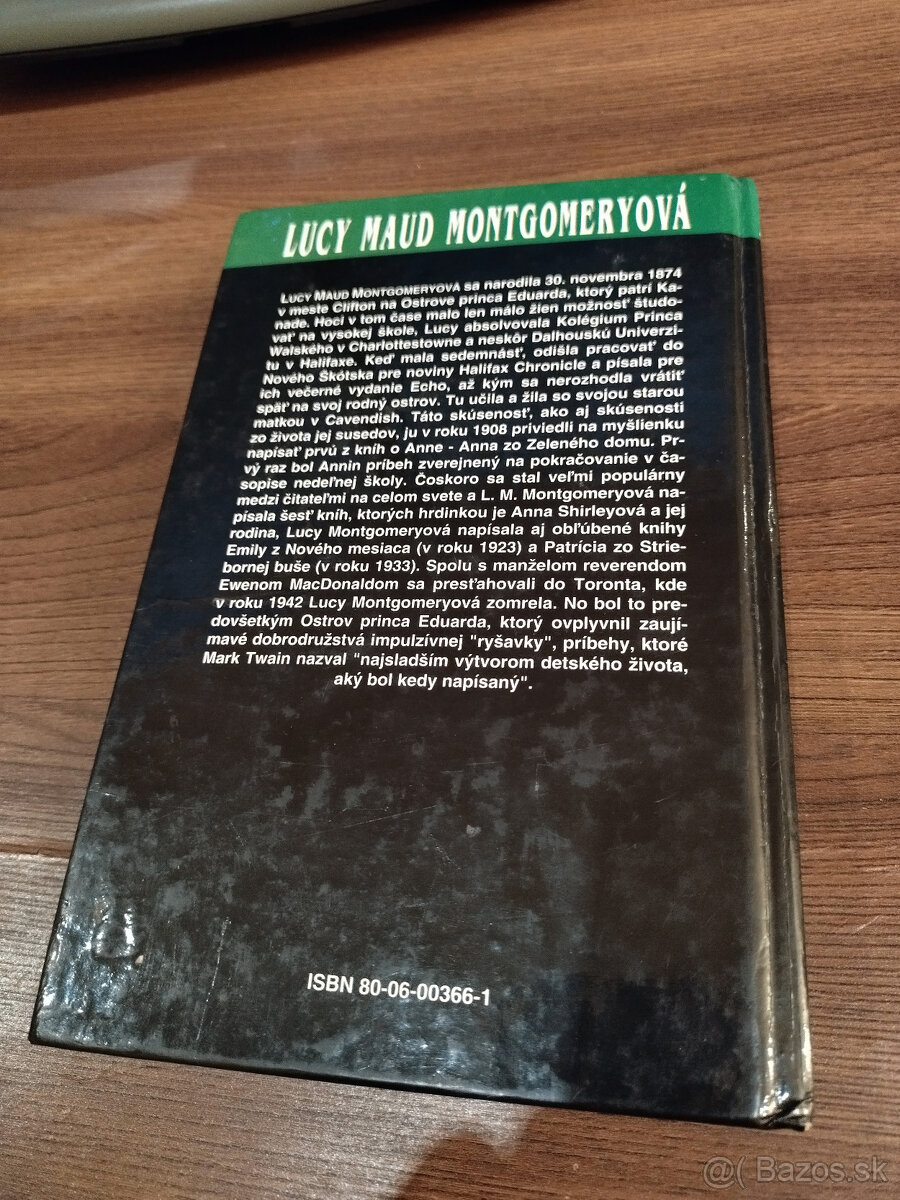 LUCY MAUD MONTGOMERYOVÁ
LUCY MAUD MONTGOMERYOVÁ sa narodila 30. novembra 1874
v meste Clifton na Ostrove princa Eduarda, ktorý patrí Ka-
nade. Hoci v tom čase malo len málo žien možnosť študo-
vať na vysokej škole, Lucy absolvovala Kolégium Princa
Walského v Charlottestowne a neskôr Dalhouskú Univerzi-
tu v Halifaxe. Keď mala sedemnásť, odišla pracovať do
Nového Škótska pre noviny Halifax Chronicle a písala pre
ich večerné vydanie Echo, až kým sa nerozhodla vrátiť
späť na svoj rodný ostrov. Tu učila a žila so svojou starou
matkou v Cavendish. Táto skúsenosť, ako aj skúsenosti
zo života jej susedov, ju v roku 1908 priviedli na myšlienku
napísať prvú z kníh o Anne - Anna zo Zeleného domu. Pr-
vý raz bol Annin príbeh zverejnený na pokračovanie v ča-
sopise nedeľnej školy. Čoskoro sa stal veľmi populárny
medzi čitateľmi na celom svete a L. M. Montgomeryová na-
písala šesť kníh, ktorých hrdinkou je Anna Shirleyová a jej
rodina, Lucy Montgomeryová napísala aj obľúbené knihy
Emily z Nového mesiaca (v roku 1923) a Patrícia zo Strie-
bornej buše (v roku 1933). Spolu s manželom reverendom
Ewenom MacDonaldom sa presťahovali do Toronta, kde
v roku 1942 Lucy Montgomeryová zomrela. No bol to pre-
dovšetkým Ostrov princa Eduarda, ktorý ovplyvnil zaují-
mavé dobrodružstvá impulzívnej "ryšavky", príbehy, ktoré
Mark Twain nazval "najsladším výtvorom detského života,
aký bol kedy napísaný".
ISBN 80-06-00366-1
@( Bazos.sk